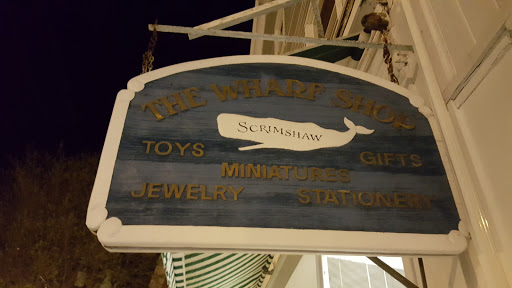 THE WHARF SHOP
SCRIMSHAW
TOYS GIFTS
MINIATURES
JEWELRY STATIONERY